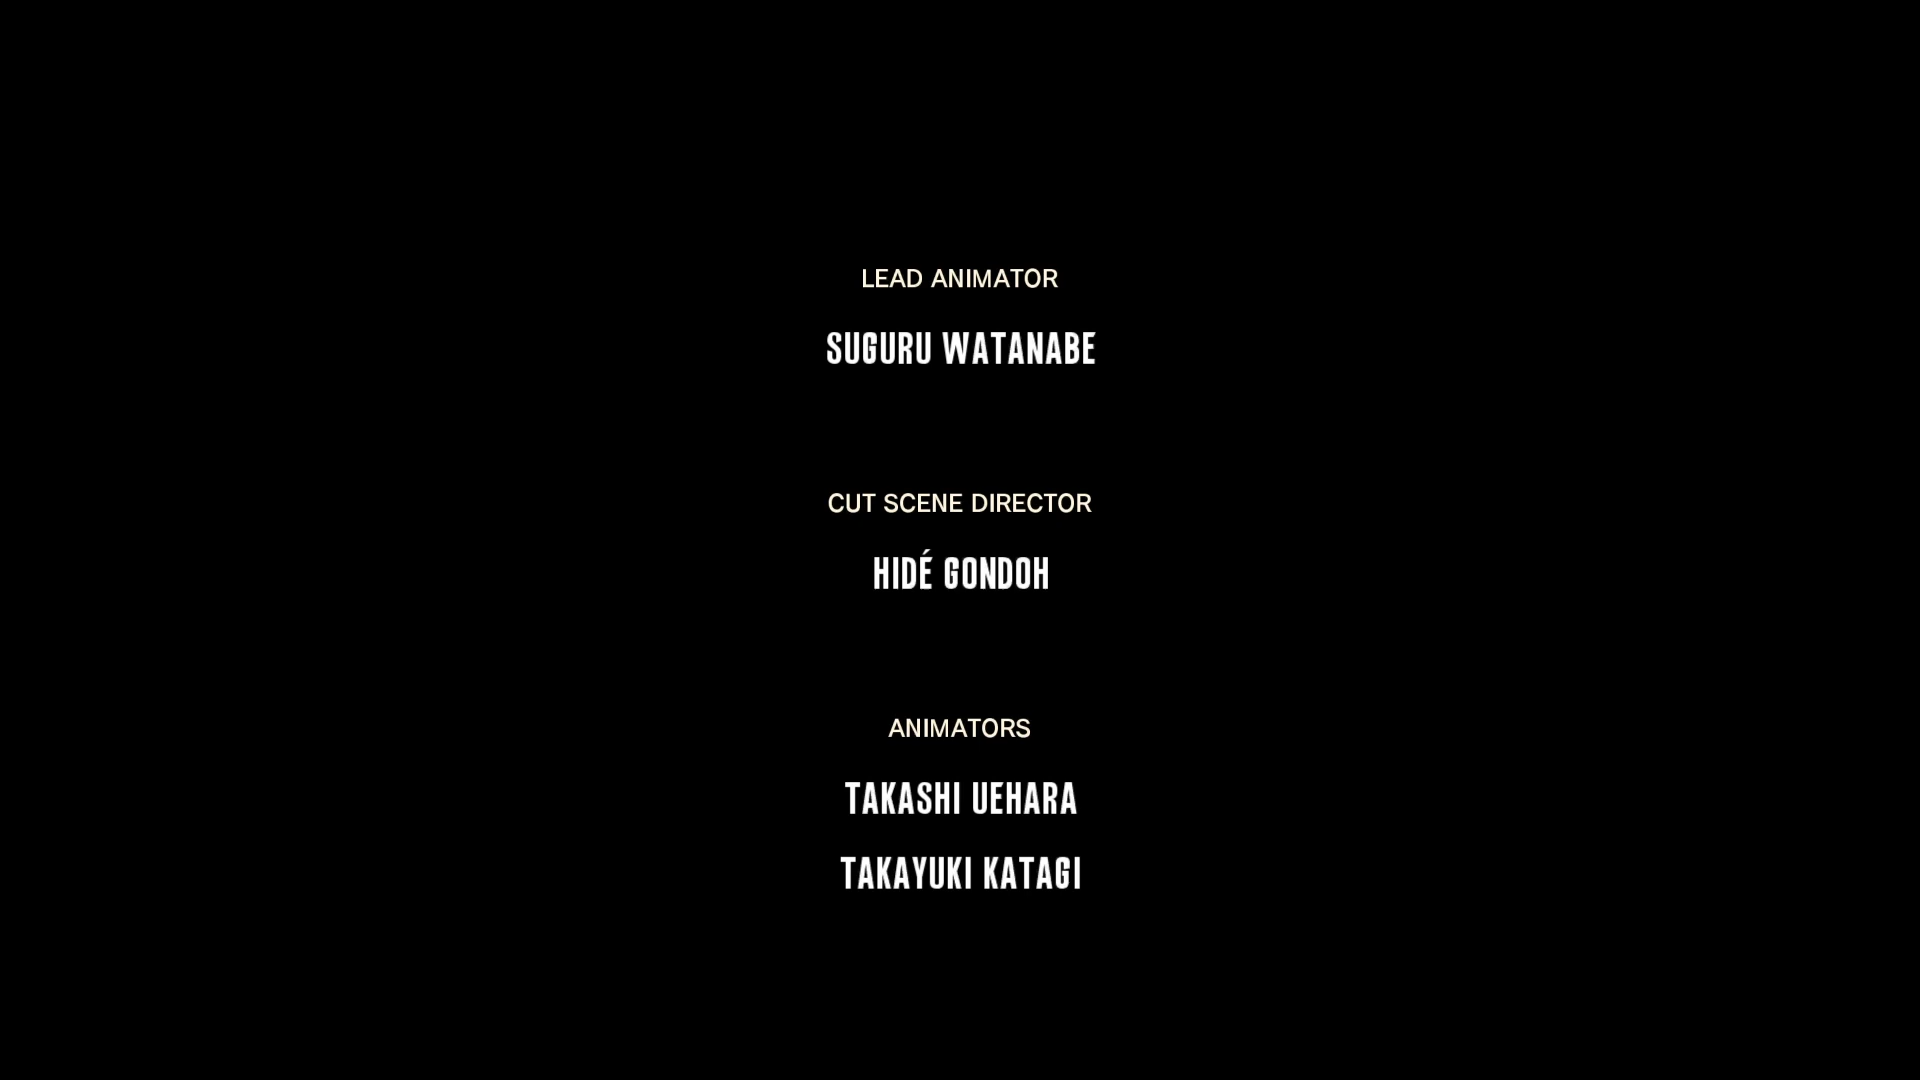 LEAD ANIMATOR
SUGURU WATANABE
CUT SCENE DIRECTOR
HIDÉ GONDOH
ANIMATORS
TAKASHI UEHARA
TAKAYUKI KATAGI